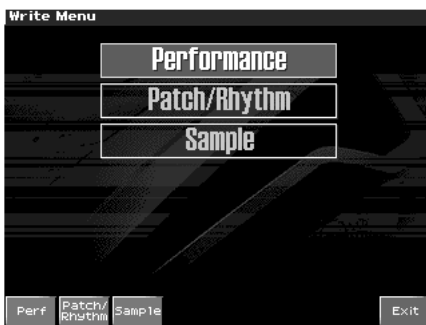 Write Menu
Performance
Patch/Rhythm
Sample
Perf
Patch/
Rhythm
Sample
Exit